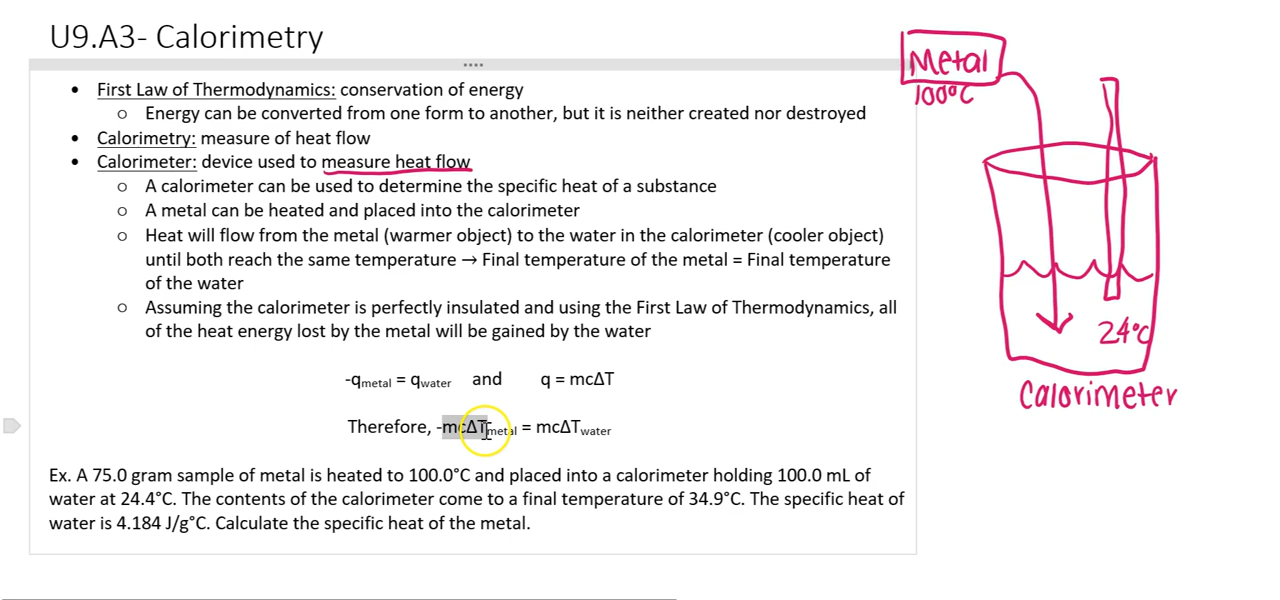 U9.A3- Calorimetry
• First Law of Thermodynamics: conservation of energy
o Energy can be converted from one form to another, but it is neither created nor destroyed
• Calorimetry: measure of heat flow
• Calorimeter: device used to measure heat flow
o A calorimeter can be used to determine the specific heat of a substance
o A metal can be heated and placed into the calorimeter
o Heat will flow from the metal (warmer object) to the water in the calorimeter (cooler object)
until both reach the same temperature → Final temperature of the metal = Final temperature
of the water
o Assuming the calorimeter is perfectly insulated and using the First Law of Thermodynamics, all
of the heat energy lost by the metal will be gained by the water
-qmetal = qwater and q = mcΔT
Therefore, -mcΔTmetal = mcΔTwater
Ex. A 75.0 gram sample of metal is heated to 100.0°C and placed into a calorimeter holding 100.0 mL of
water at 24.4°C. The contents of the calorimeter come to a final temperature of 34.9°C. The specific heat of
water is 4.184 J/g°C. Calculate the specific heat of the metal.
Metal
100°C
24°C
Calorimeter